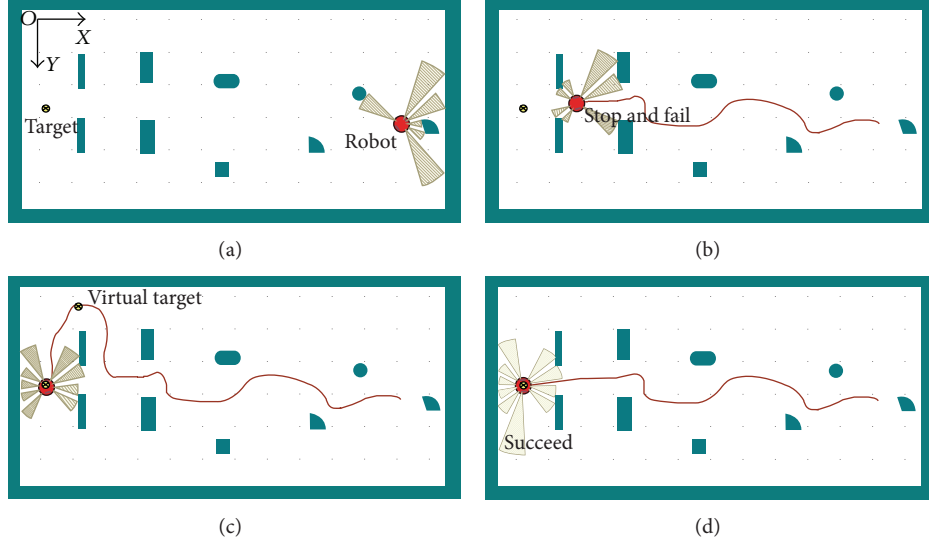 O
X
Y
Target
Robot
(a)
Stop and fail
(b)
Virtual target
(c)
Succeed
(d)